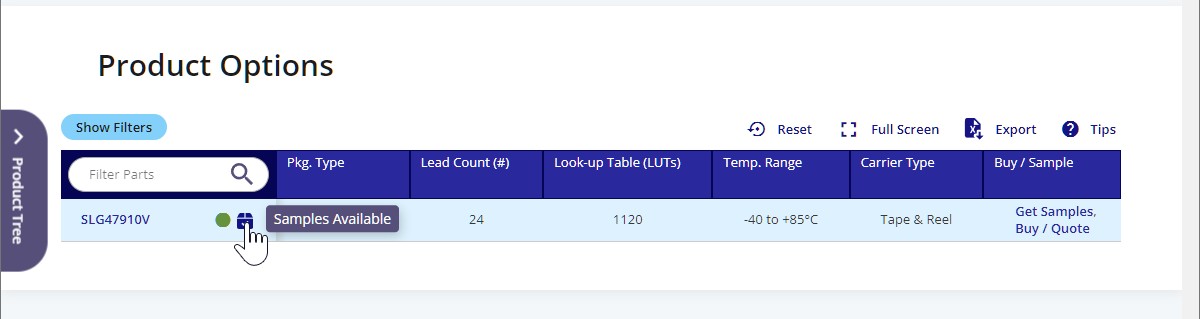 Product Options
Product Tree
Show Filters
Reset
Full Screen
Export
Tips
Filter Parts
Pkg. Type
Lead Count (#)
Look-up Table (LUTs)
Temp. Range
Carrier Type
Buy / Sample
SLG47910V
Samples Available
24
1120
-40 to +85°C
Tape & Reel
Get Samples,
Buy / Quote